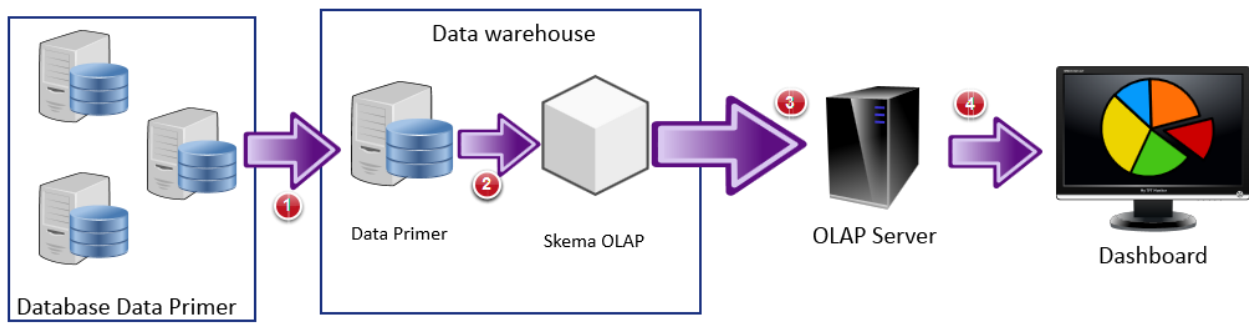 Data warehouse
1
2
3
4
Data Primer
Skema OLAP
OLAP Server
Dashboard
Database Data Primer